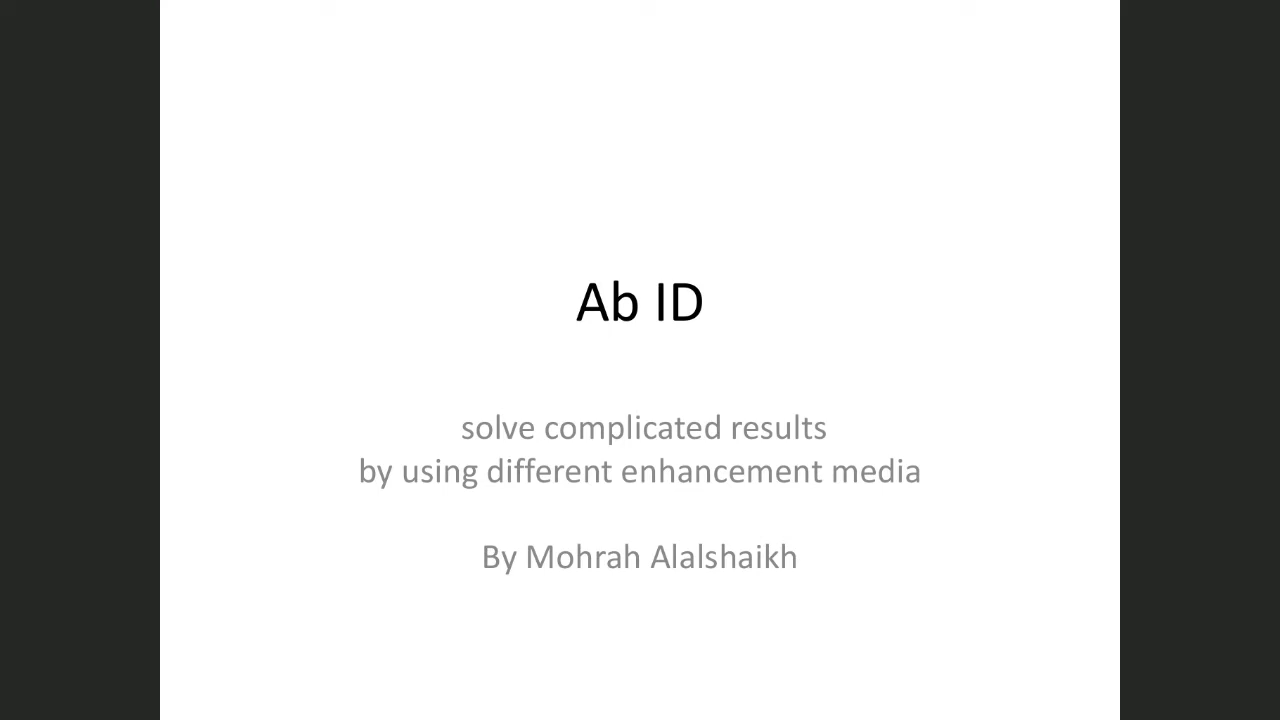 Ab ID
solve complicated results
by using different enhancement media
By Mohrah Alalshaikh